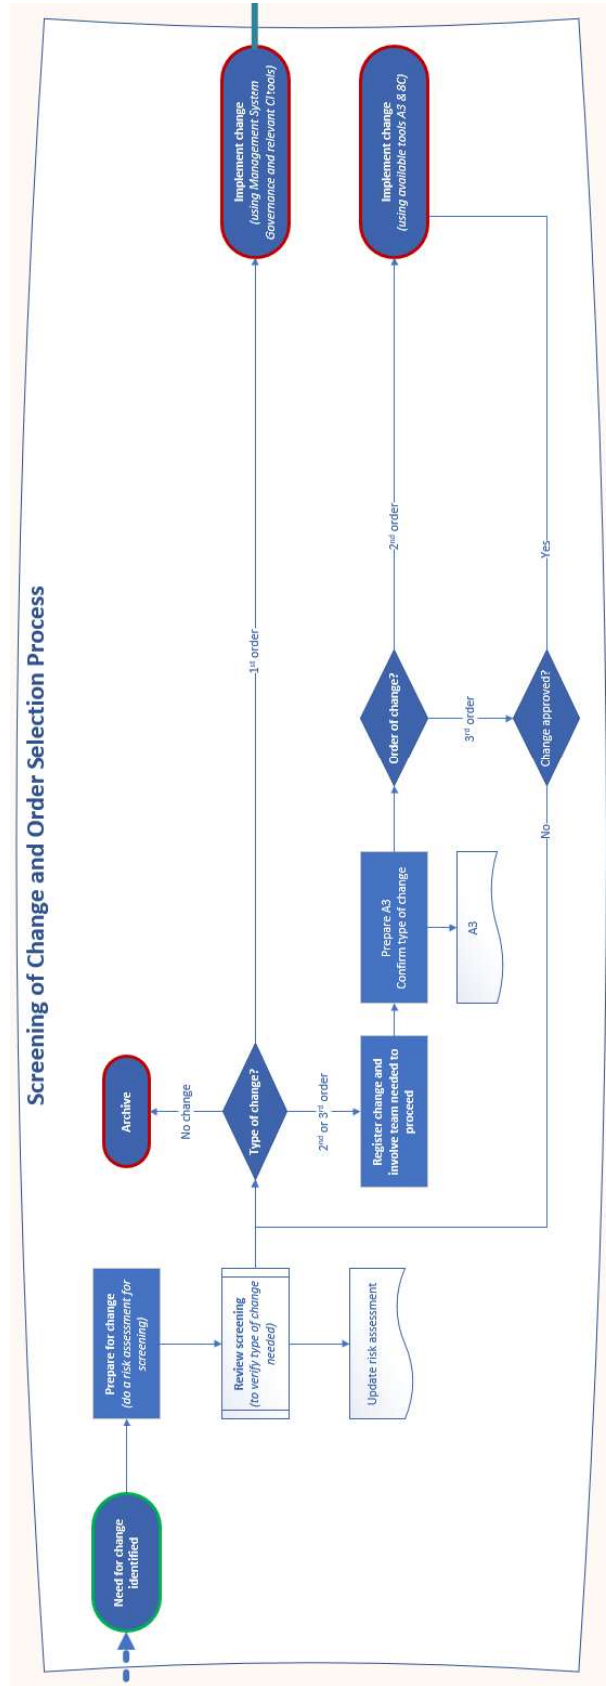 Screening of Change and Order Selection Process
Need for change
identified
Prepare for change
(do a risk assessment for
screening)
Review screening
(to verify type of change
needed)
Update risk assessment
Archive
No change
Type of change?
2nd or 3rd order
Register change and
involve team needed to
proceed
Prepare A3
Confirm type of change
A3
Order of change?
3rd order
Change approved?
No
Yes
1st order
2nd order
Implement change
(using Management System
Governance and relevant CI tools)
Implement change
(using available tools A3 & 8C)